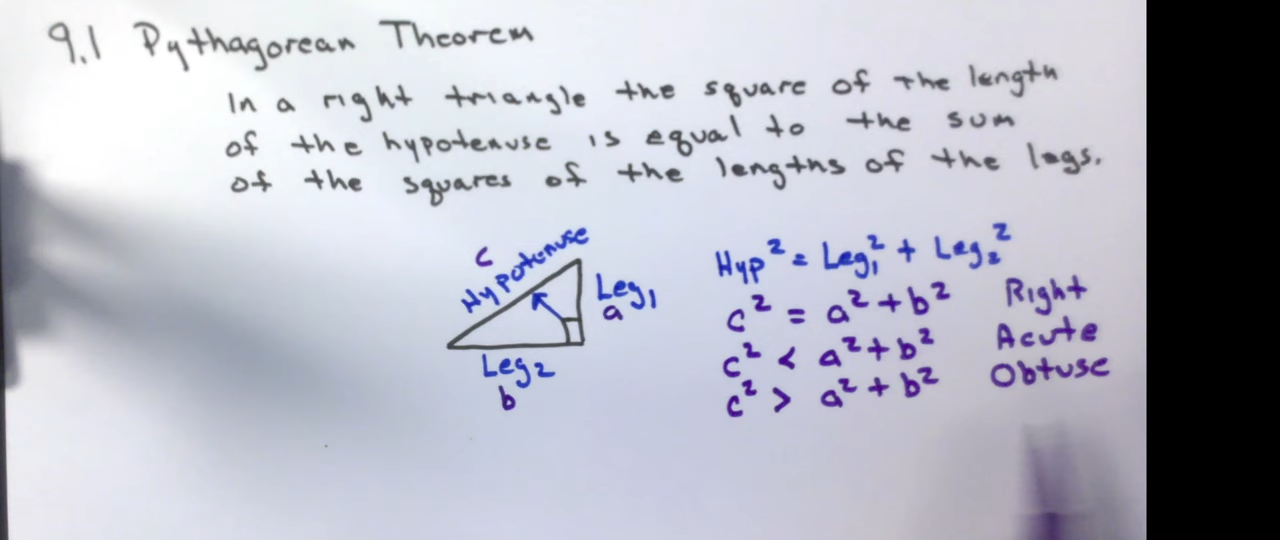 9.1 Pythagorean Theorem
In a right triangle the square of the length
of the hypotenuse is equal to the sum
of the squares of the lengths of the legs.
c
Hypotenuse
Leg₁
a
Leg₂
b
Hyp² = Leg₁² + Leg₂²
c² = a² + b² Right
c² < a² + b² Acute
c² > a² + b² Obtuse